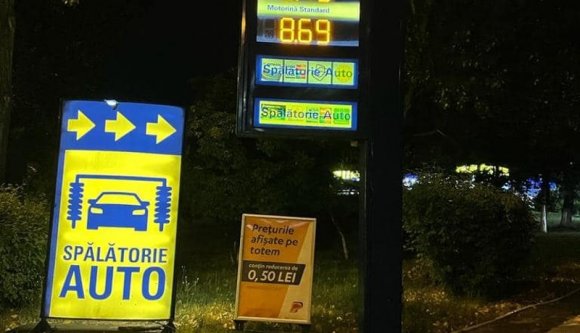 Motorină Standard
8.69
Spălătorie Auto
Spălătorie Auto
SPĂLĂTORIE
AUTO
Prețurile
afișate pe
totem
conțin reducerea de
0,50 LEI